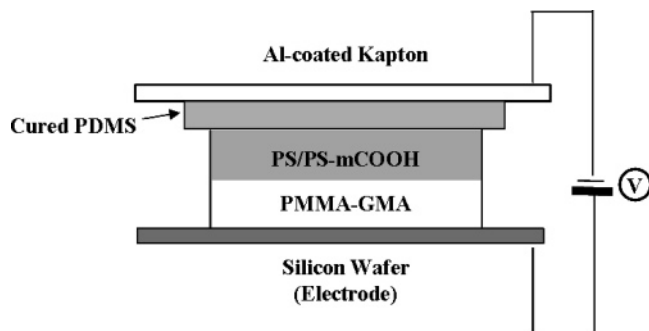 Al-coated Kapton
Cured PDMS
PS/PS-mCOOH
PMMA-GMA
V
Silicon Wafer
(Electrode)